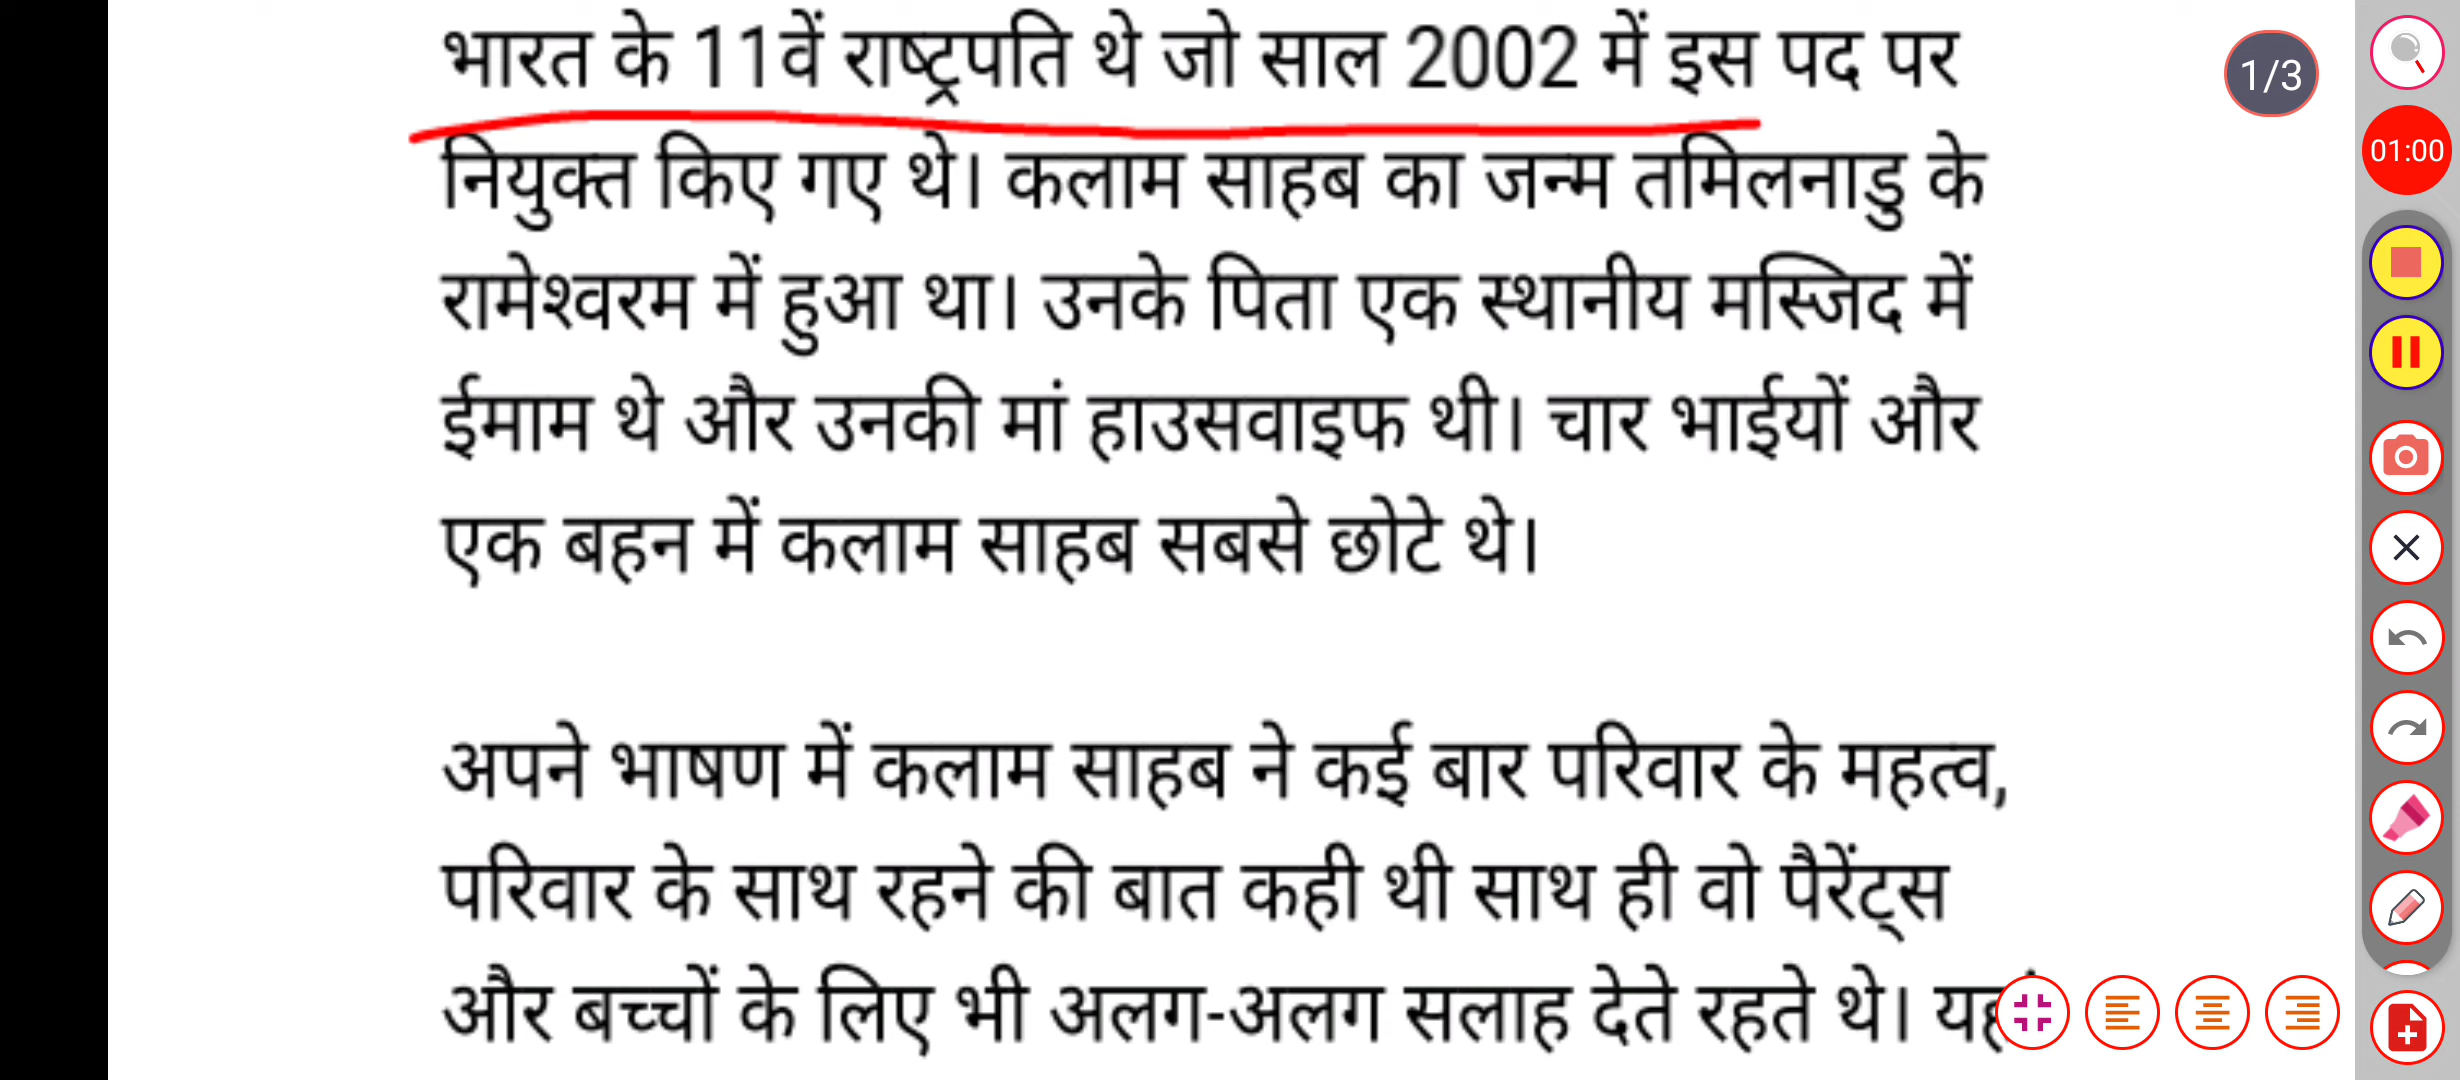 भारत के 11वें राष्ट्रपति थे जो साल 2002 में इस पद पर
नियुक्त किए गए थे। कलाम साहब का जन्म तमिलनाडु के
रामेश्वरम में हुआ था। उनके पिता एक स्थानीय मस्जिद में
ईमाम थे और उनकी मां हाउसवाइफ थी। चार भाईयों और
एक बहन में कलाम साहब सबसे छोटे थे।
अपने भाषण में कलाम साहब ने कई बार परिवार के महत्व,
परिवार के साथ रहने की बात कही थी साथ ही वो पैरेंट्स
और बच्चों के लिए भी अलग-अलग सलाह देते रहते थे।
1/3
01:00